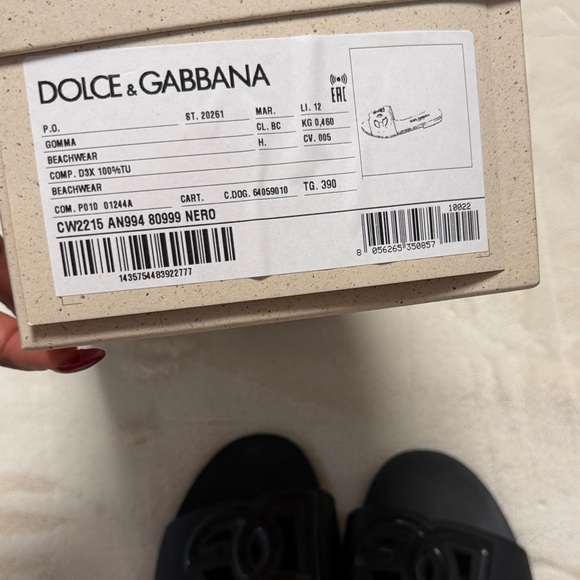 DOLCE & GABBANA
EAC
P.O. ST. 20261 MAR. LI. 12
GOMMA CL. BC KG 0,460
BEACHWEAR H. CV. 005
COMP. D3X 100%TU
BEACHWEAR
COM. P010 01244A CART. C.DOG. 64059010 TG. 390
CW2215 AN994 80999 NERO
10022
1435754483922777
8 056265 350857